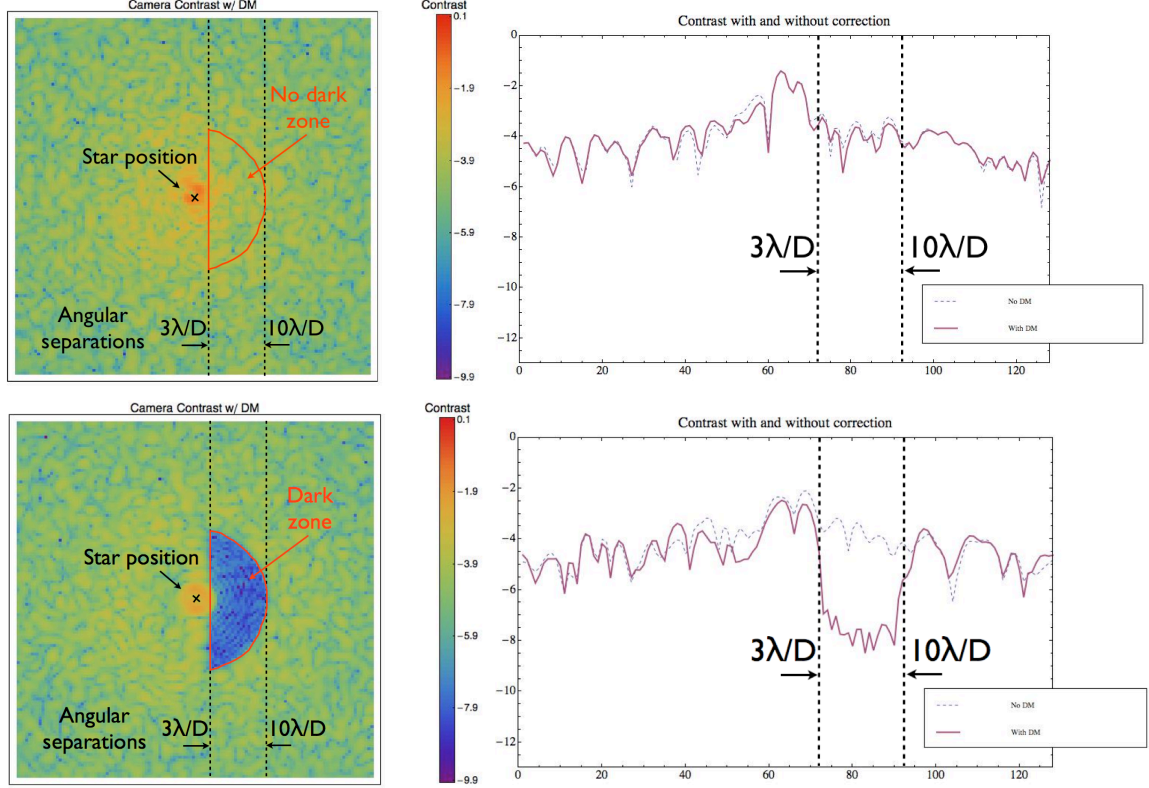 Camera Contrast w/ DM
No dark
zone
Star position
Angular
separations
3λ/D
10λ/D
Contrast
0.1
−1.9
−3.9
−5.9
−7.9
−9.9
Contrast with and without correction
0
−2
−4
−6
−8
−10
−12
3λ/D
10λ/D
No DM
With DM
0
20
40
60
80
100
120
Camera Contrast w/ DM
Dark
zone
Star position
Angular
separations
3λ/D
10λ/D
Contrast
0.1
−1.9
−3.9
−5.9
−7.9
−9.9
Contrast with and without correction
0
−2
−4
−6
−8
−10
−12
3λ/D
10λ/D
No DM
With DM
0
20
40
60
80
100
120